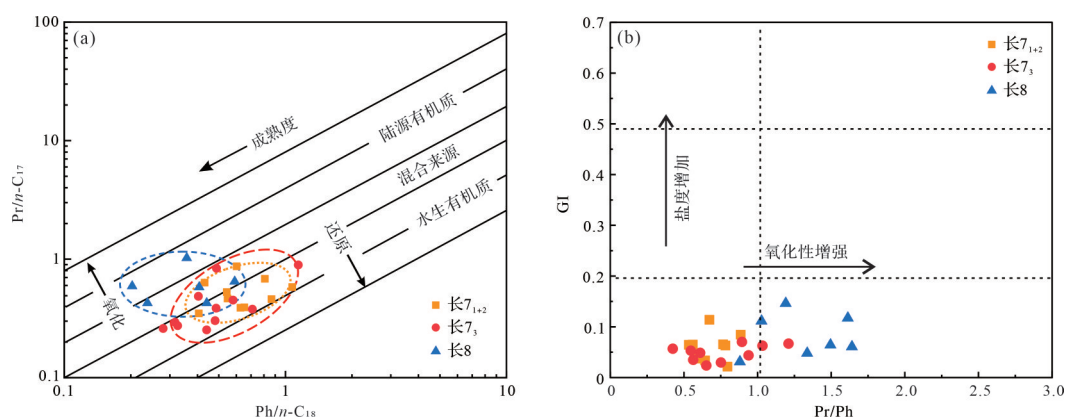 (a)
100
10
1
0.1
0.1
1
10
Pr/n-C₁₇
Ph/n-C₁₈
成熟度
陆源有机质
混合来源
水生有机质
还原
氧化
长7₁₊₂
长7₃
长8
(b)
0.7
0.6
0.5
0.4
0.3
0.2
0.1
0
0
0.5
1.0
1.5
2.0
2.5
3.0
GI
Pr/Ph
盐度增加
氧化性增强
长7₁₊₂
长7₃
长8